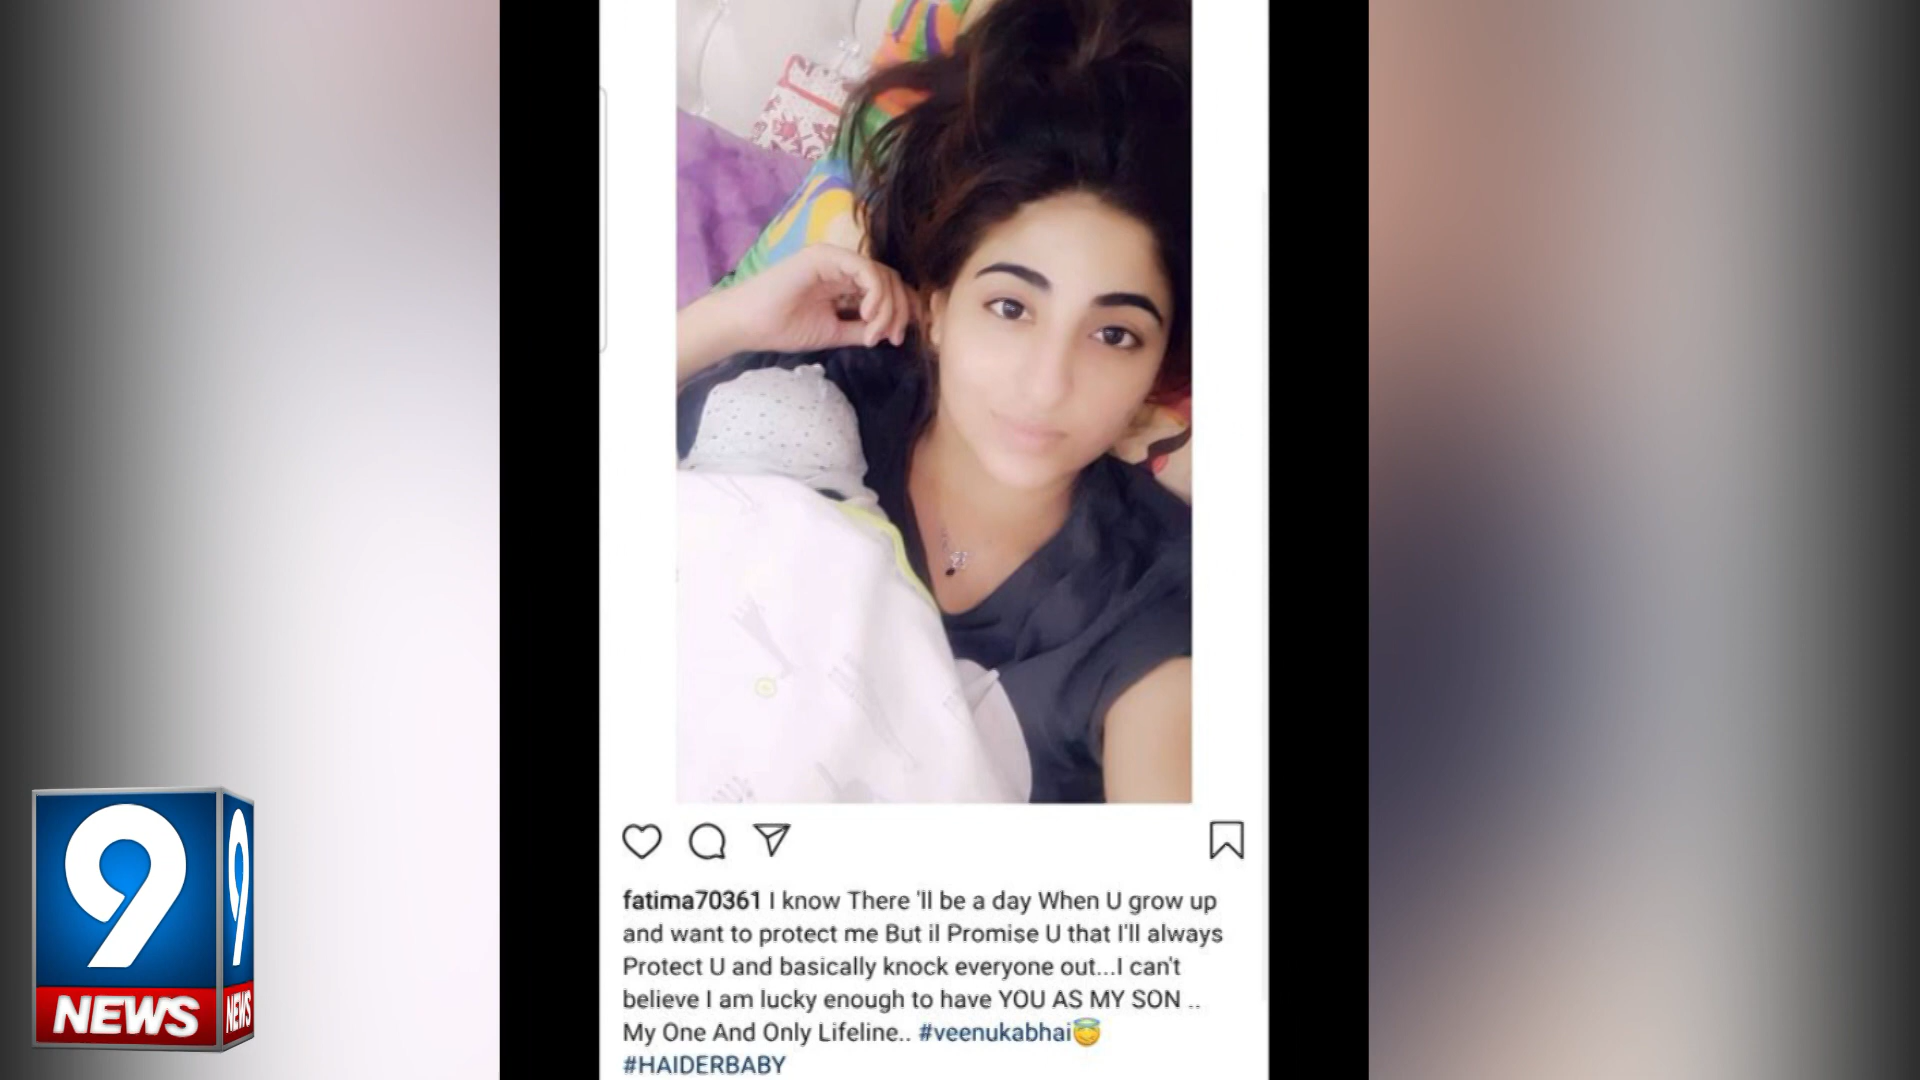 fatima70361 I know There 'll be a day When U grow up
and want to protect me But il Promise U that I'll always
Protect U and basically knock everyone out...I can't
believe I am lucky enough to have YOU AS MY SON ..
My One And Only Lifeline.. #veenukabhai😇
#HAIDERBABY
9
NEWS
9
NEWS